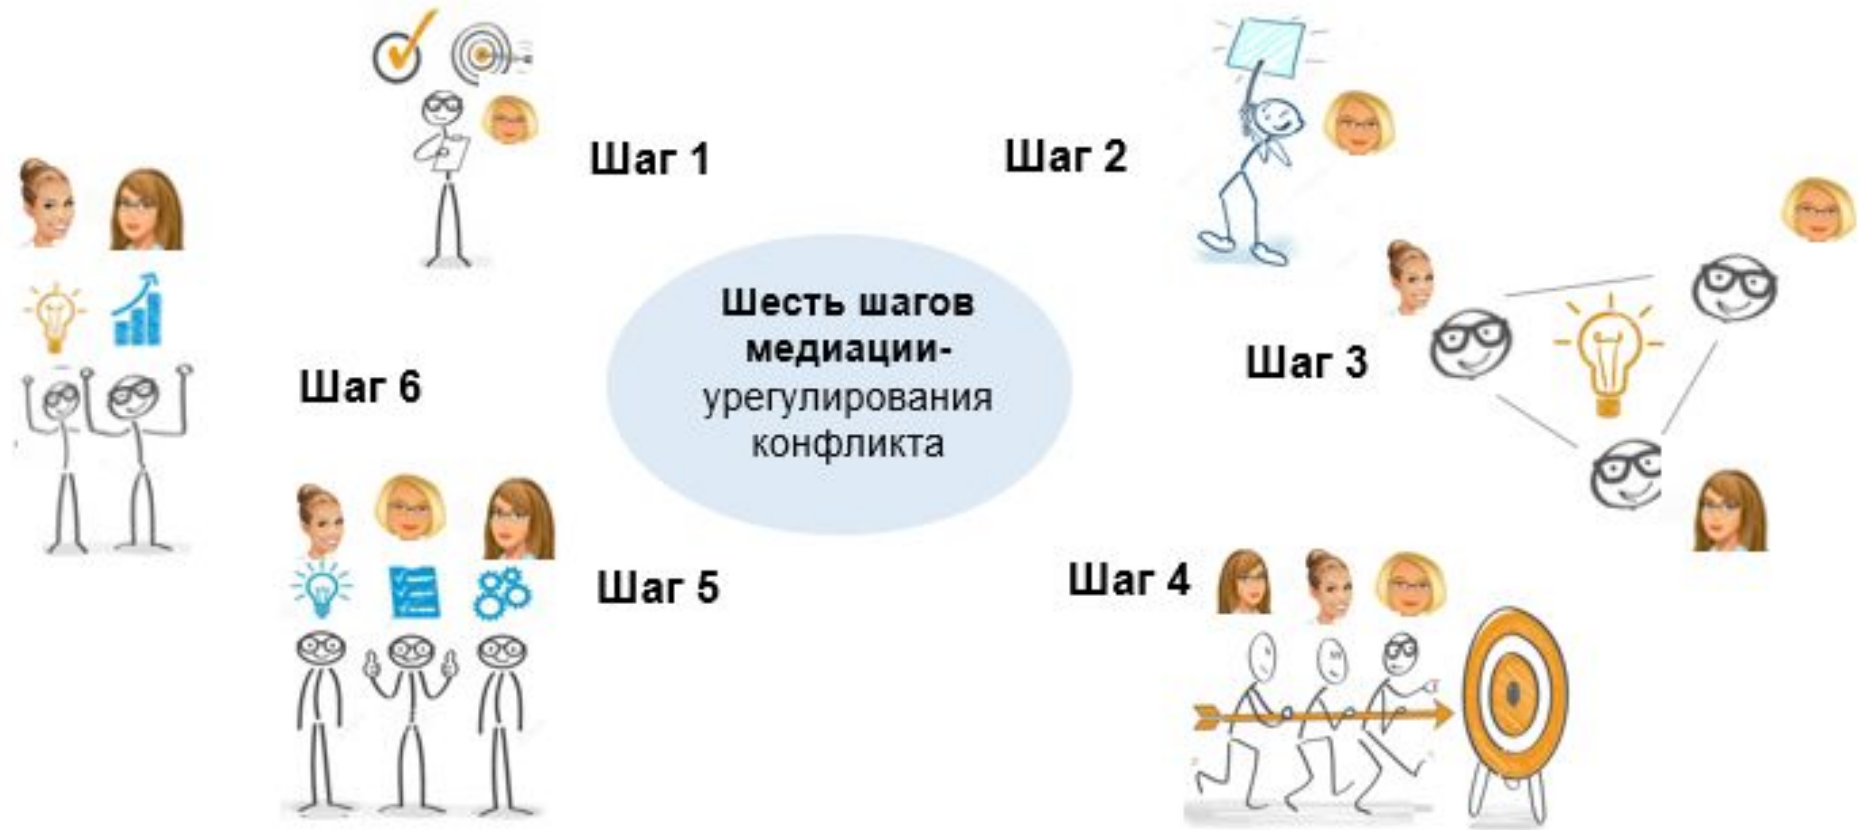 Шаг 1
Шаг 2
Шесть шагов
медиации-
урегулирования
конфликта
Шаг 3
Шаг 6
Шаг 5
Шаг 4